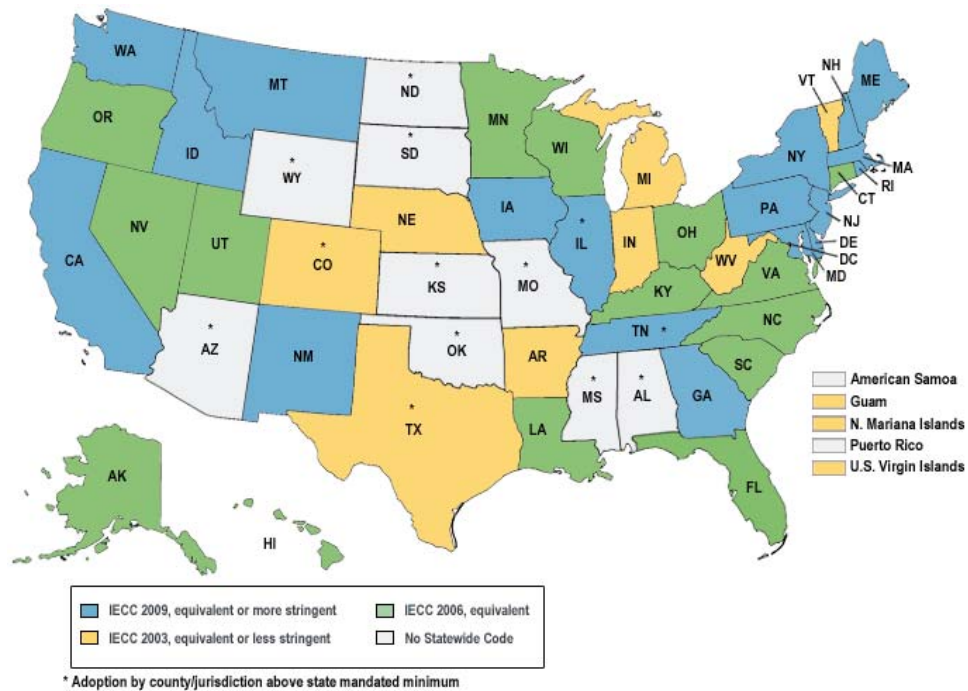 WA
MT
* ND
OR
ID
* SD
* WY
MN
WI
MI
VT
NH
ME
NY
MA
RI
CT
NJ
PA
DE
DC
MD
CA
NV
UT
* CO
NE
IA
* IL
IN
OH
WV
VA
KY
* KS
* MO
NC
TN *
SC
* AZ
NM
* OK
AR
* MS
* AL
GA
* TX
LA
FL
AK
HI
American Samoa
Guam
N. Mariana Islands
Puerto Rico
U.S. Virgin Islands
IECC 2009, equivalent or more stringent
IECC 2006, equivalent
IECC 2003, equivalent or less stringent
No Statewide Code
* Adoption by county/jurisdiction above state mandated minimum